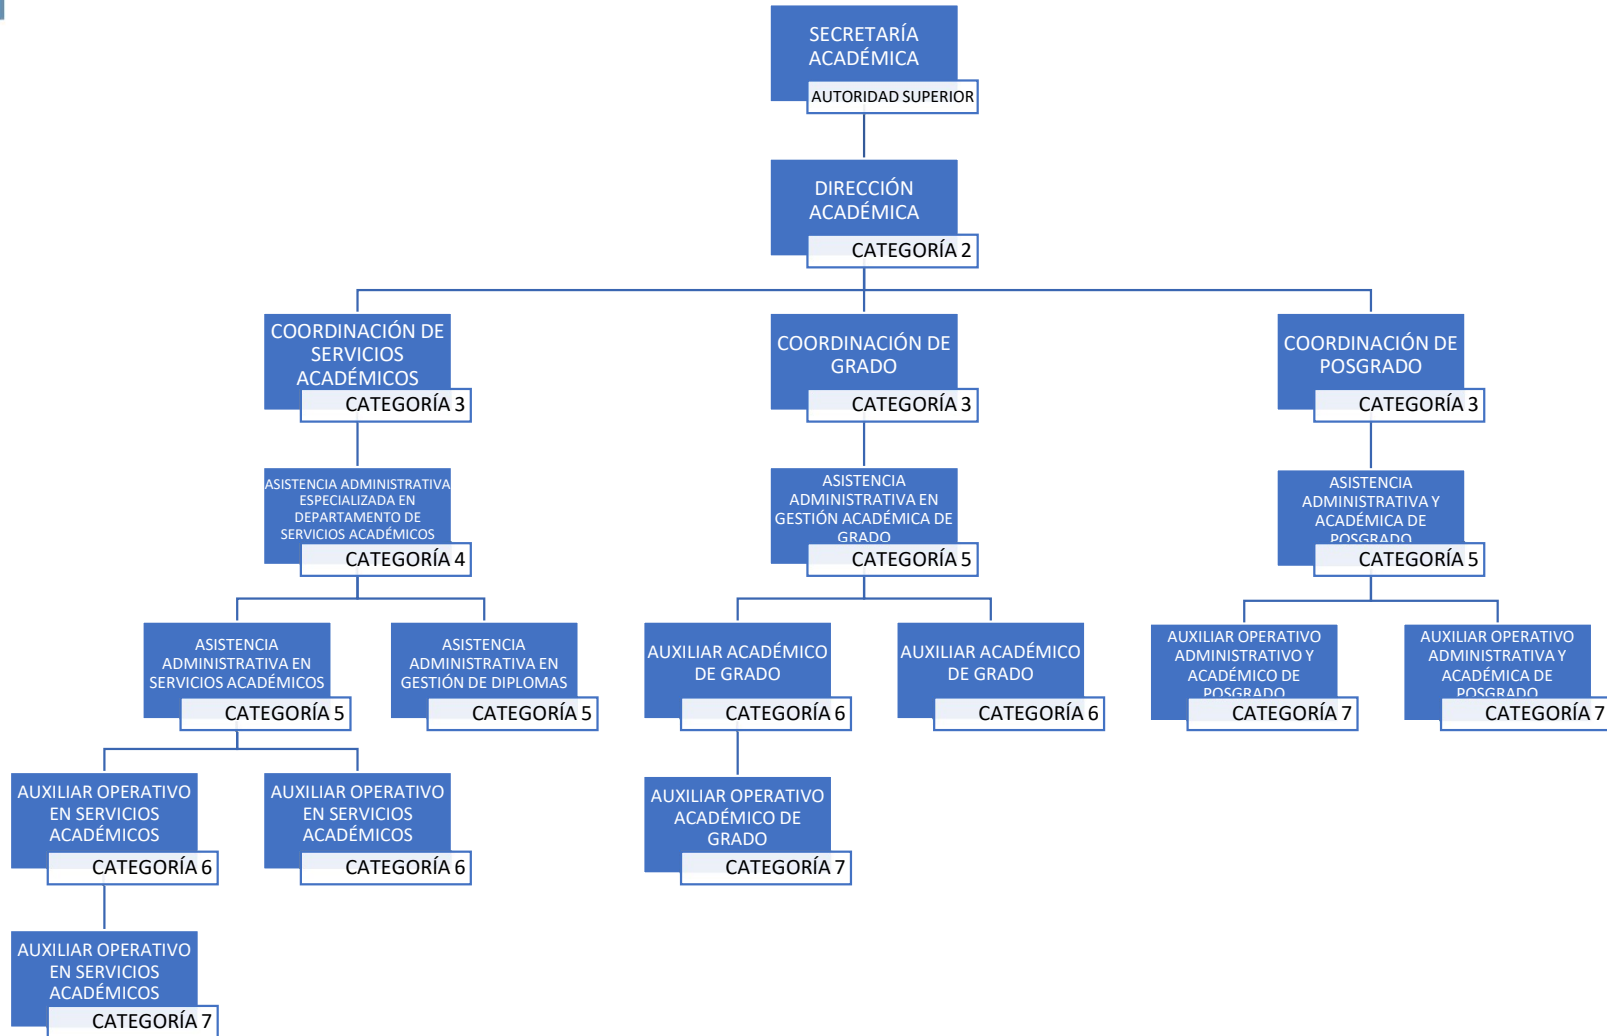 SECRETARÍA
ACADÉMICA
AUTORIDAD SUPERIOR
DIRECCIÓN
ACADÉMICA
CATEGORÍA 2
COORDINACIÓN DE
SERVICIOS
ACADÉMICOS
CATEGORÍA 3
COORDINACIÓN DE
GRADO
CATEGORÍA 3
COORDINACIÓN DE
POSGRADO
CATEGORÍA 3
ASISTENCIA ADMINISTRATIVA
ESPECIALIZADA EN
DEPARTAMENTO DE
SERVICIOS ACADÉMICOS
CATEGORÍA 4
ASISTENCIA
ADMINISTRATIVA EN
GESTIÓN ACADÉMICA DE
GRADO
CATEGORÍA 5
ASISTENCIA
ADMINISTRATIVA Y
ACADÉMICA DE
POSGRADO
CATEGORÍA 5
ASISTENCIA
ADMINISTRATIVA EN
SERVICIOS ACADÉMICOS
CATEGORÍA 5
ASISTENCIA
ADMINISTRATIVA EN
GESTIÓN DE DIPLOMAS
CATEGORÍA 5
AUXILIAR ACADÉMICO
DE GRADO
CATEGORÍA 6
AUXILIAR ACADÉMICO
DE GRADO
CATEGORÍA 6
AUXILIAR OPERATIVO
ADMINISTRATIVO Y
ACADÉMICO DE
POSGRADO
CATEGORÍA 7
AUXILIAR OPERATIVO
ADMINISTRATIVA Y
ACADÉMICA DE
POSGRADO
CATEGORÍA 7
AUXILIAR OPERATIVO
EN SERVICIOS
ACADÉMICOS
CATEGORÍA 6
AUXILIAR OPERATIVO
EN SERVICIOS
ACADÉMICOS
CATEGORÍA 6
AUXILIAR OPERATIVO
ACADÉMICO DE
GRADO
CATEGORÍA 7
AUXILIAR OPERATIVO
EN SERVICIOS
ACADÉMICOS
CATEGORÍA 7